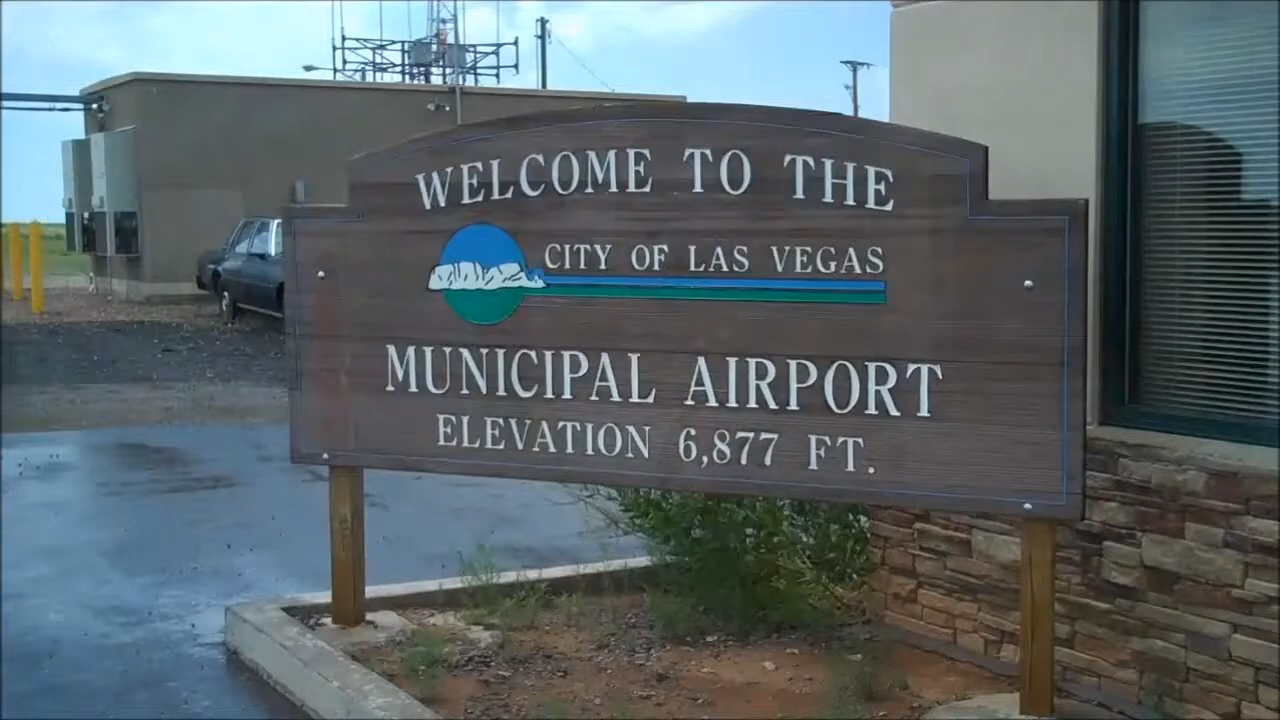 WELCOME TO THE
CITY OF LAS VEGAS
MUNICIPAL AIRPORT
ELEVATION 6,877 FT.